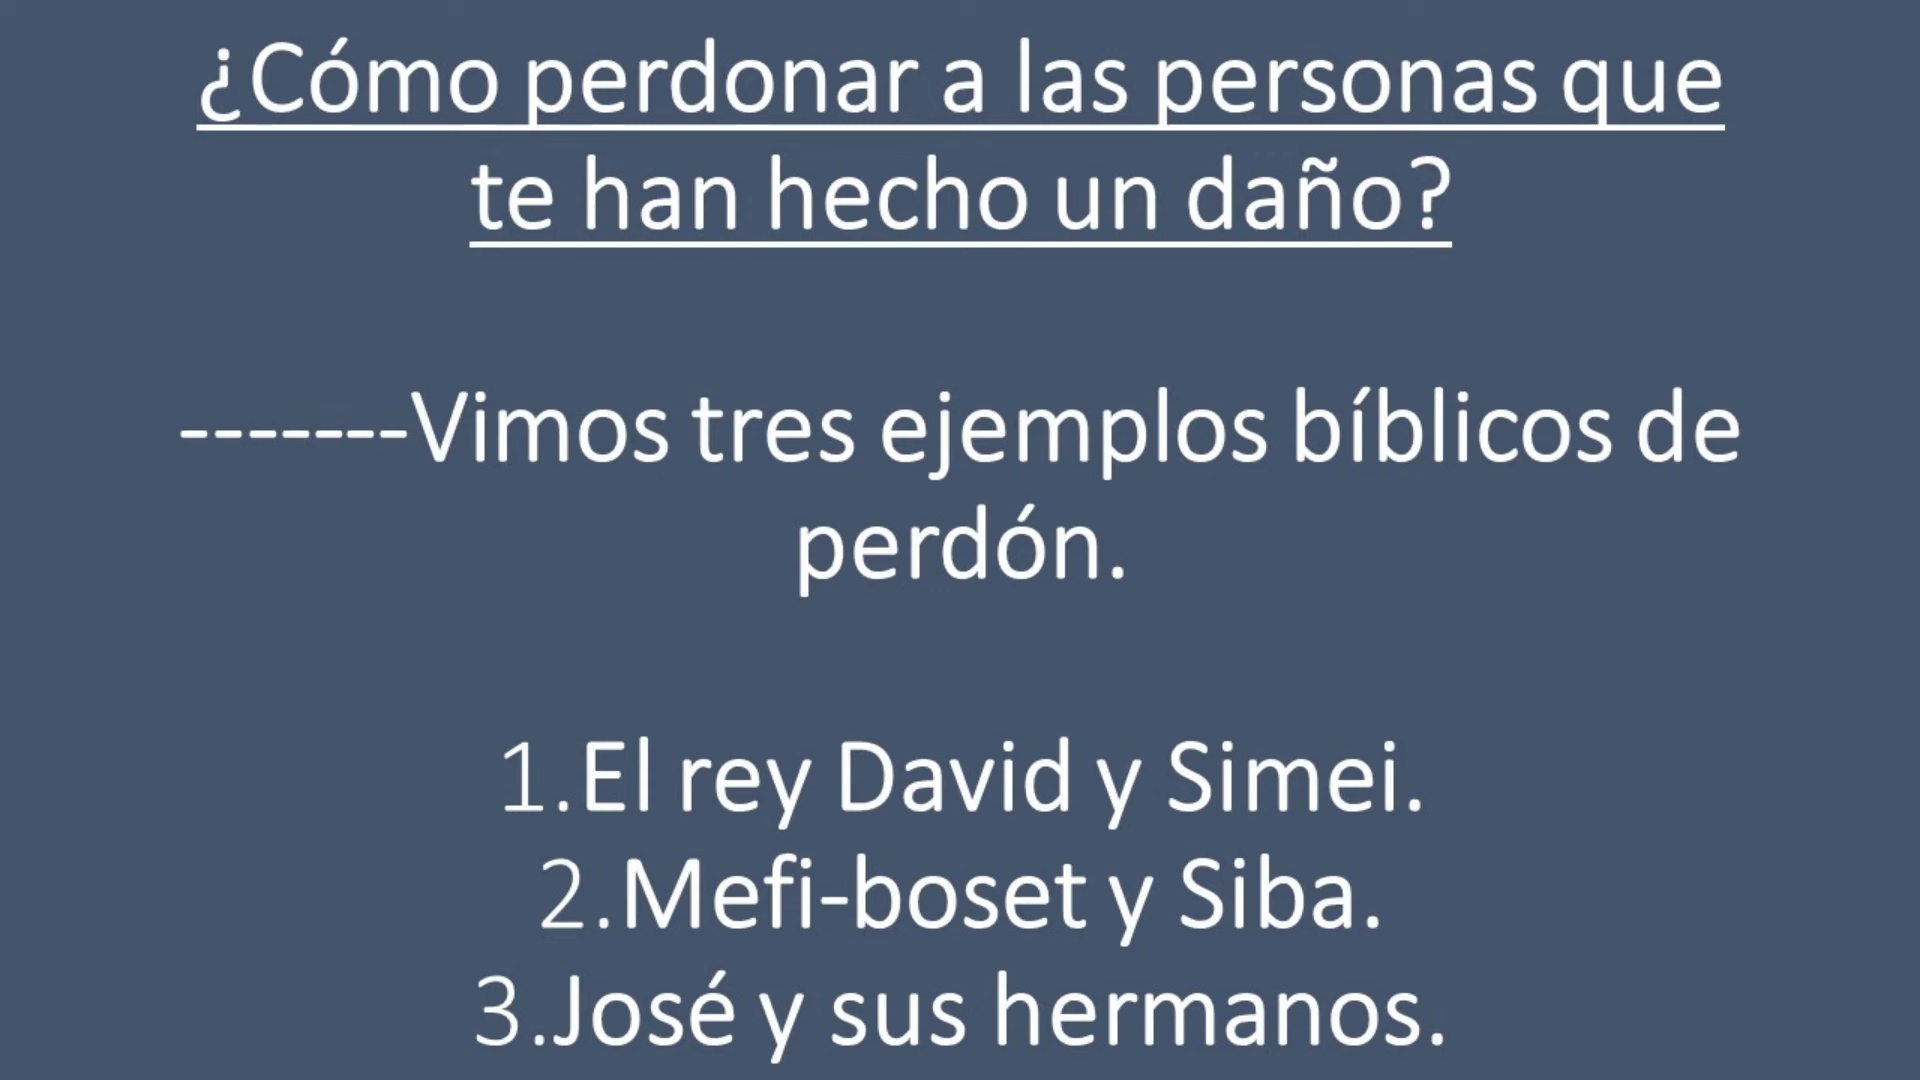 ¿Cómo perdonar a las personas que
te han hecho un daño?
-------Vimos tres ejemplos bíblicos de
perdón.
1.El rey David y Simei.
2.Mefi-boset y Siba.
3.José y sus hermanos.